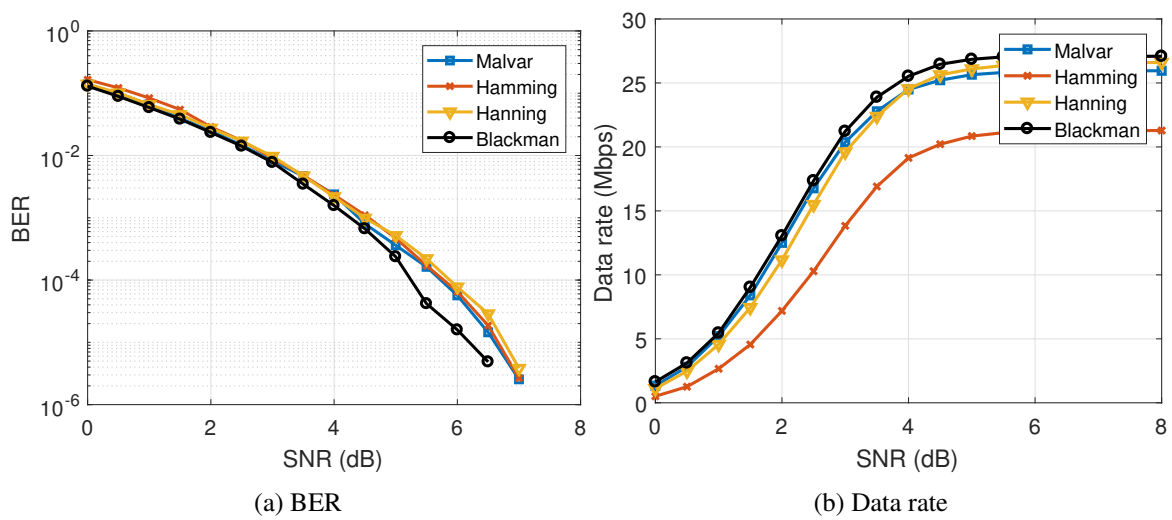 10^0
10^-2
10^-4
10^-6
BER
0
2
4
6
8
SNR (dB)
Malvar
Hamming
Hanning
Blackman
(a) BER
30
25
20
15
10
5
0
Data rate (Mbps)
0
2
4
6
8
SNR (dB)
Malvar
Hamming
Hanning
Blackman
(b) Data rate